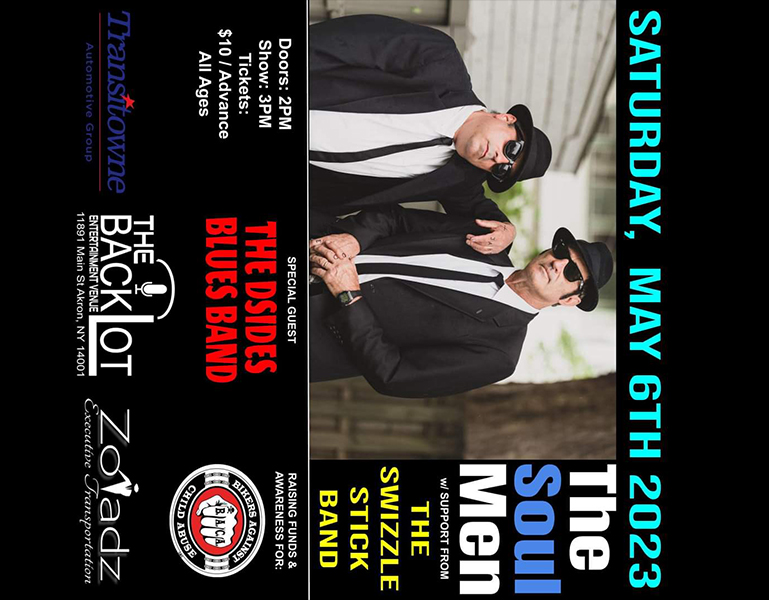 SATURDAY, MAY 6TH 2023
The
Soul
Men
w/ SUPPORT FROM
THE
SWIZZLE
STICK
BAND
Doors: 2PM
Show: 3PM
Tickets:
$10 / Advance
All Ages
SPECIAL GUEST
THE DSIDES
BLUES BAND
RAISING FUNDS &
AWARENESS FOR:
BIKERS AGAINST
B.A.C.A.
CHILD ABUSE
Transitowne
Automotive Group
THE
BACKLOT
ENTERTAINMENT VENUE
11891 Main St Akron, NY 14001
Zoyadz
Executive Transportation